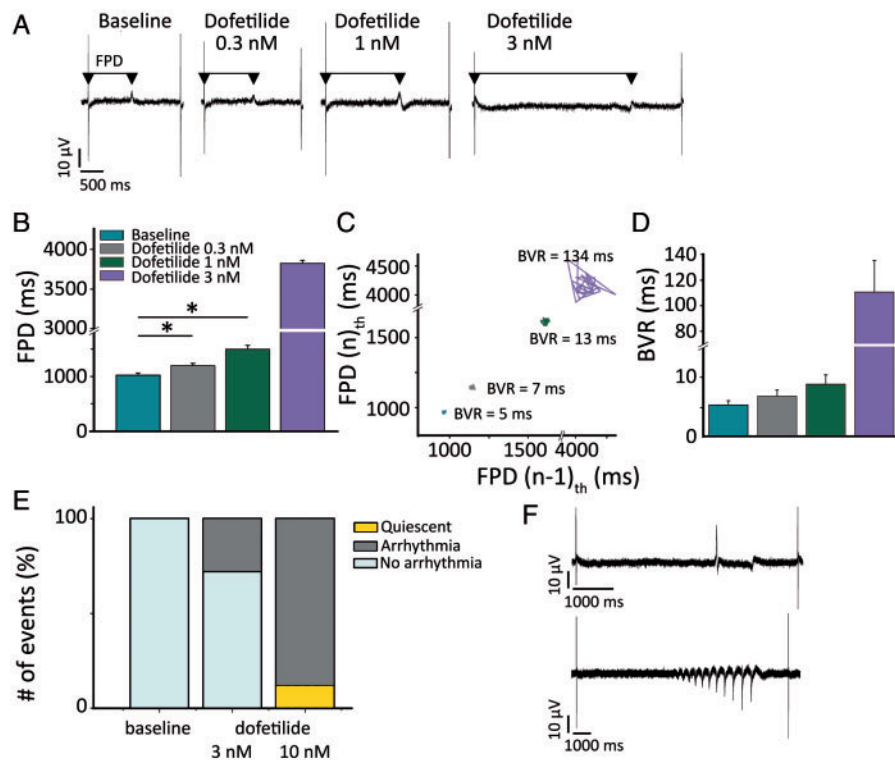 A
Baseline
Dofetilide
0.3 nM
Dofetilide
1 nM
Dofetilide
3 nM
FPD
10 µV
500 ms
B
Baseline
Dofetilide 0.3 nM
Dofetilide 1 nM
Dofetilide 3 nM
FPD (ms)
4000
3000
1000
0
*
*
C
FPD (n)th (ms)
4500
4000
1500
1000
BVR = 134 ms
BVR = 13 ms
BVR = 7 ms
BVR = 5 ms
1000
1500
4000
FPD (n-1)th (ms)
D
BVR (ms)
140
120
100
80
60
10
0
E
# of events (%)
100
0
Quiescent
Arrhythmia
No arrhythmia
baseline
dofetilide
3 nM
10 nM
F
10 µV
1000 ms
10 µV
1000 ms